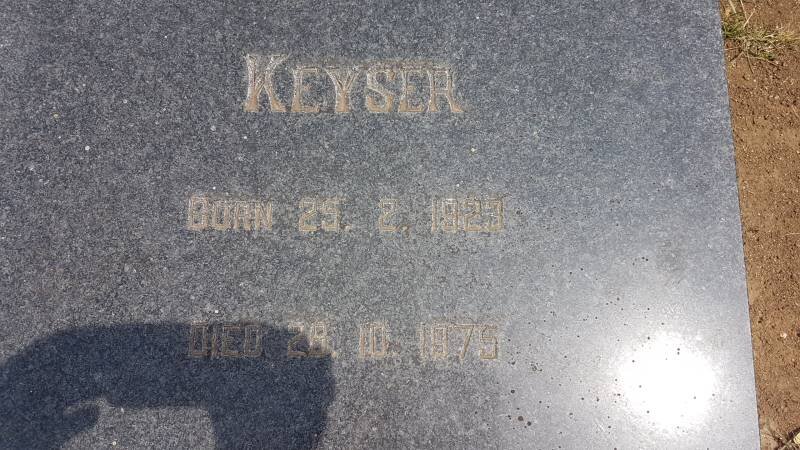 KEYSER
BORN 25. 2. 1923
DIED 28. 10. 1975